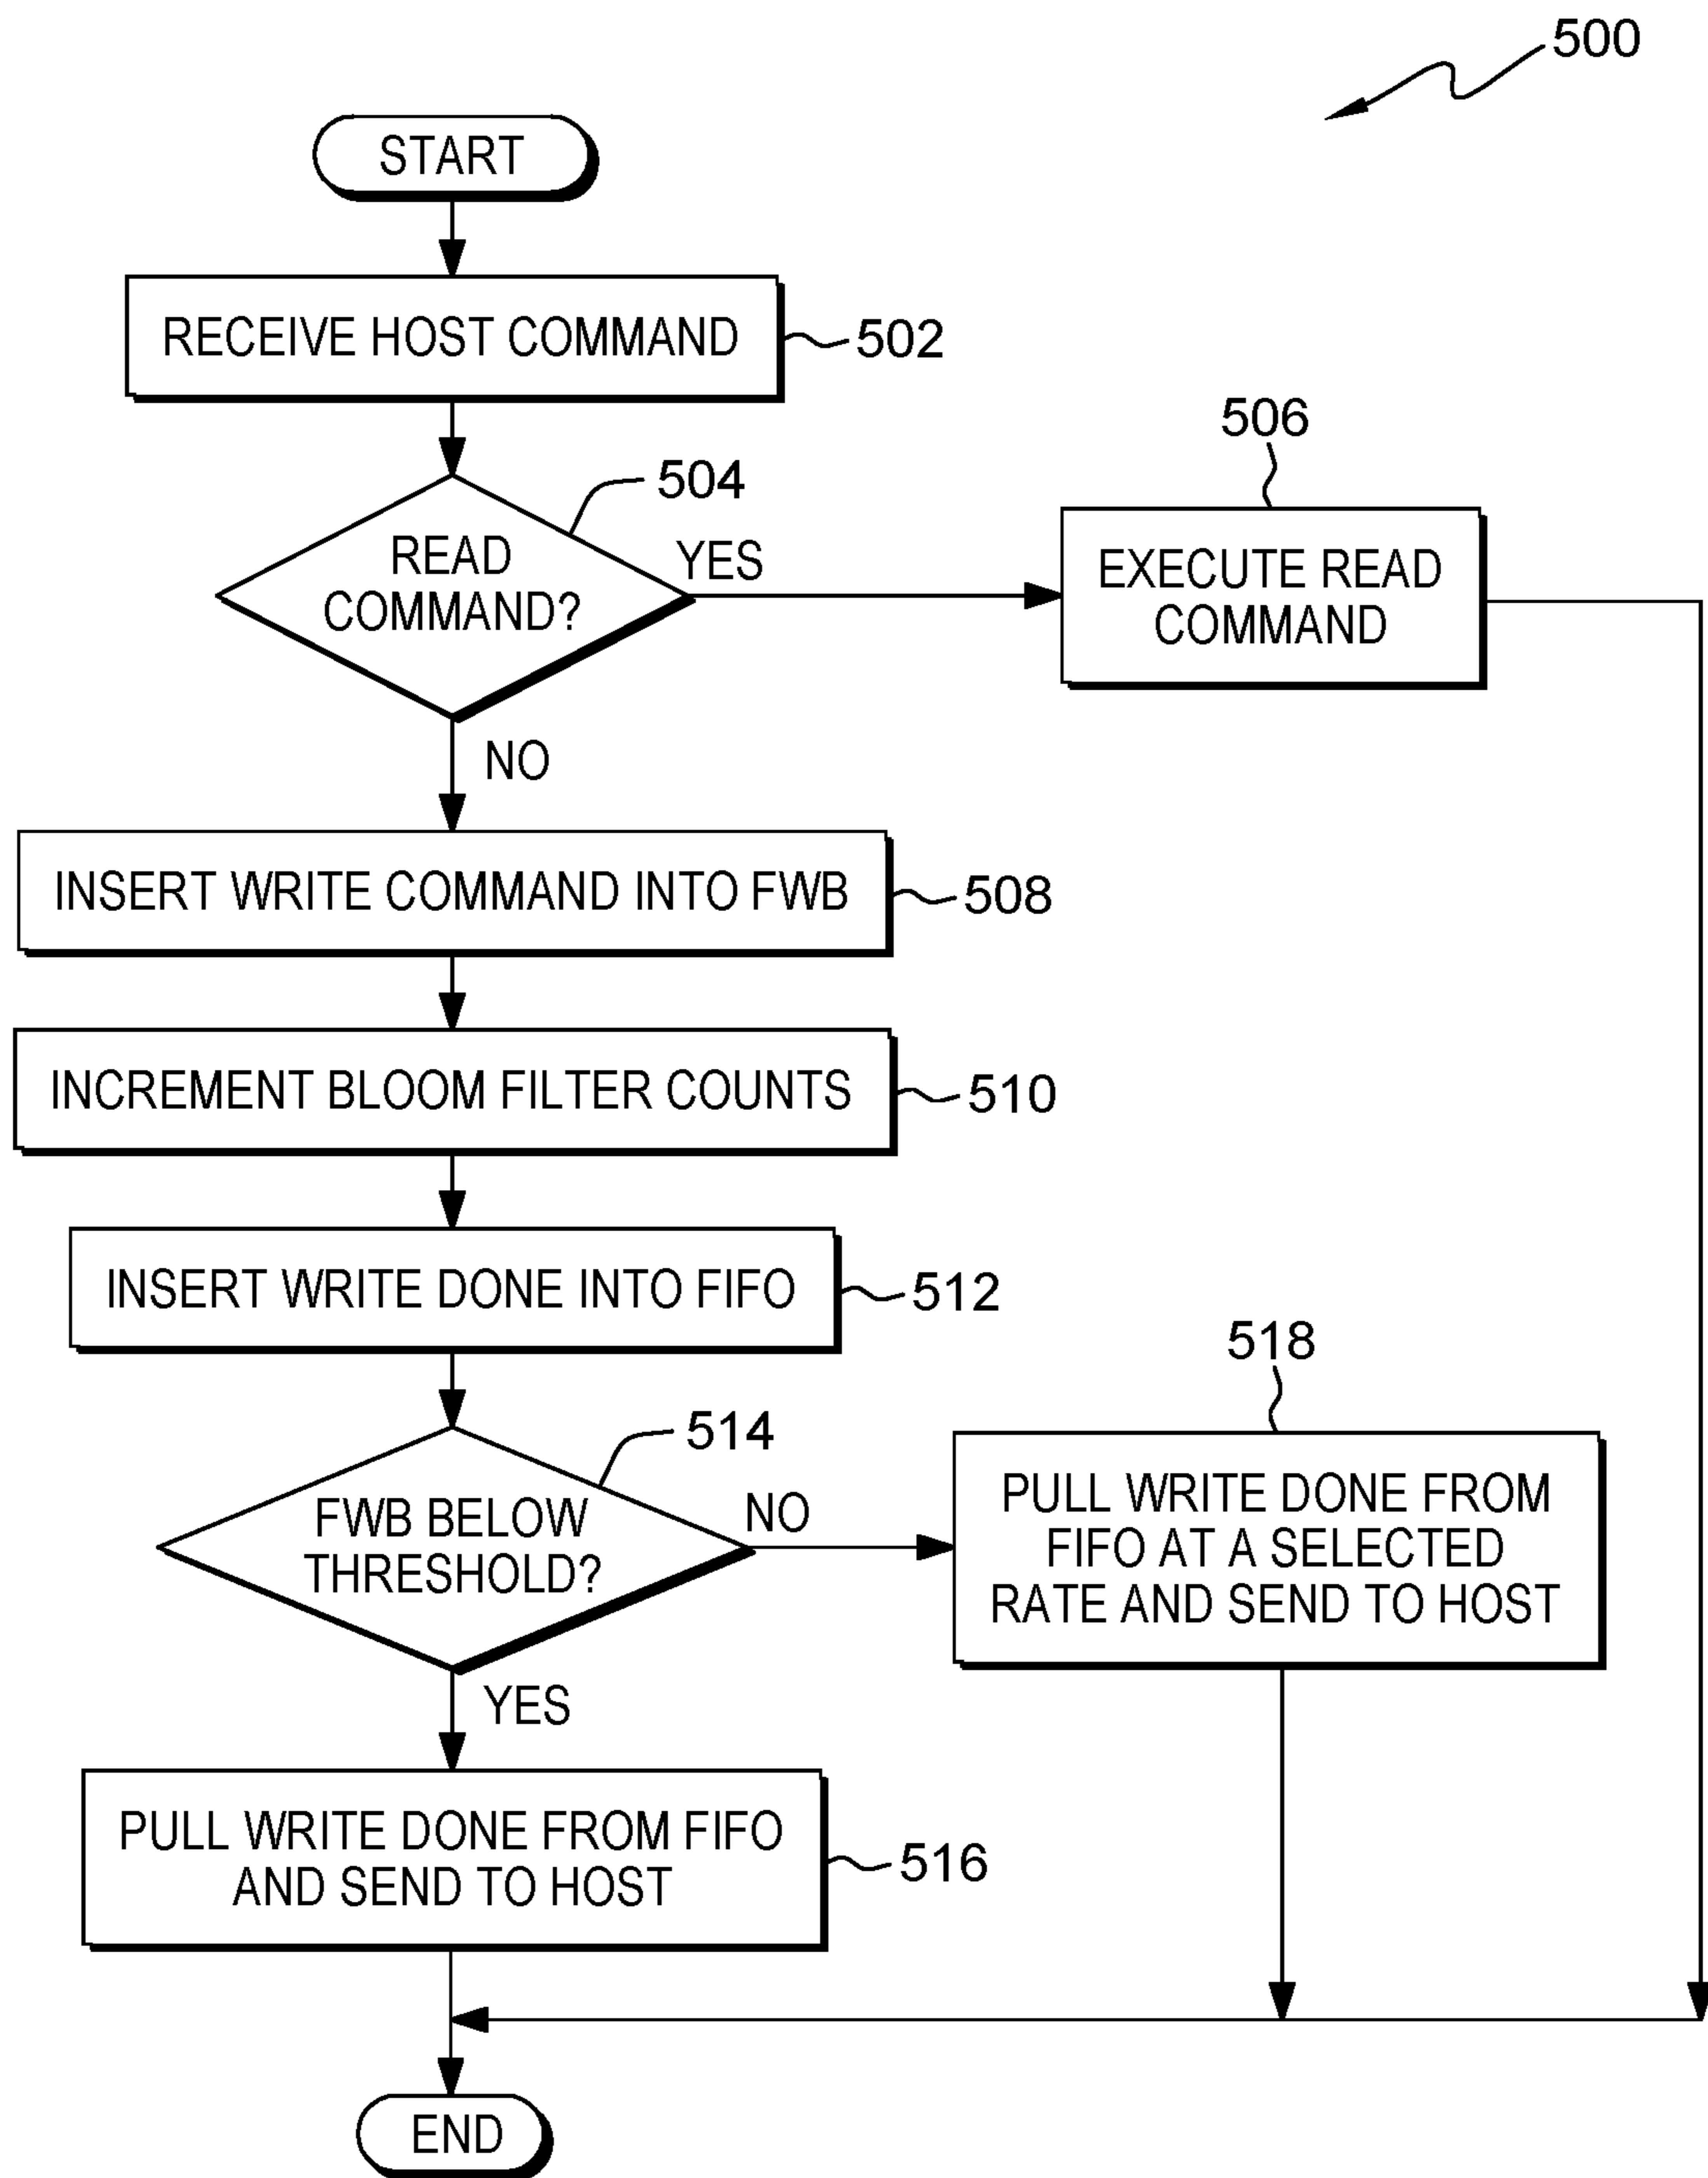 500
START
RECEIVE HOST COMMAND
502
504
506
READ
COMMAND?
YES
EXECUTE READ
COMMAND
NO
INSERT WRITE COMMAND INTO FWB
508
INCREMENT BLOOM FILTER COUNTS
510
INSERT WRITE DONE INTO FIFO
512
514
518
FWB BELOW
THRESHOLD?
NO
PULL WRITE DONE FROM
FIFO AT A SELECTED
RATE AND SEND TO HOST
YES
PULL WRITE DONE FROM FIFO
AND SEND TO HOST
516
END